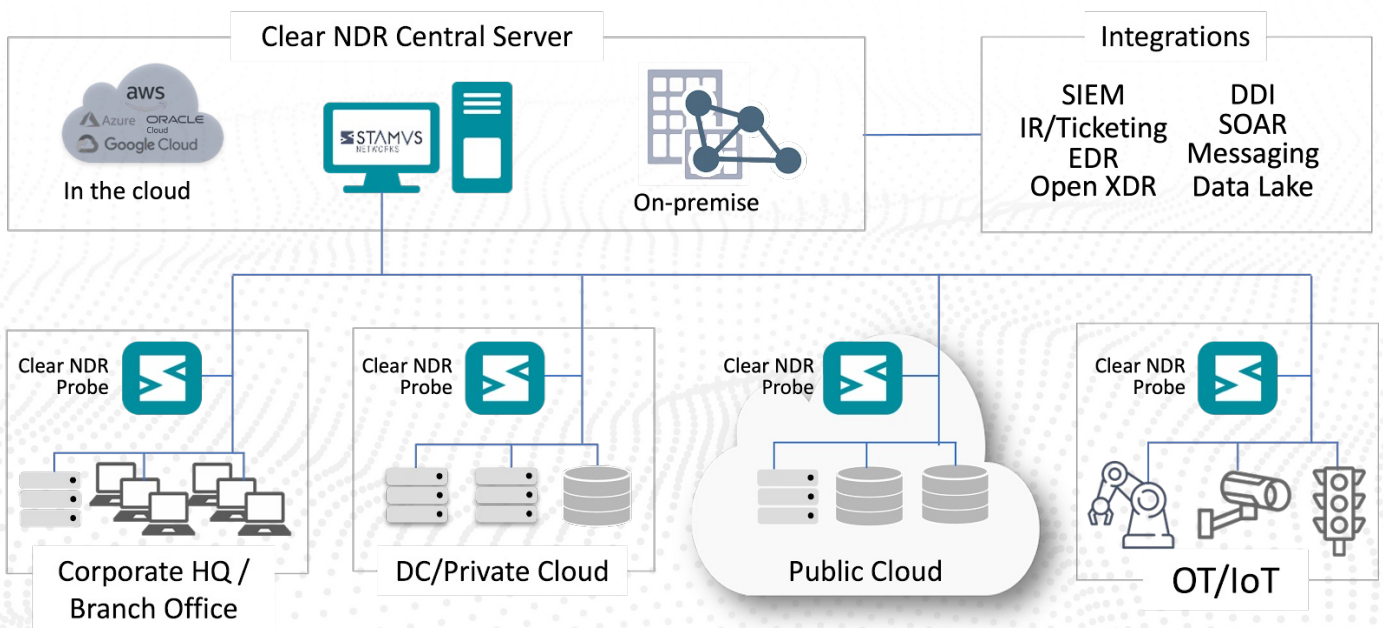 Clear NDR Central Server
Integrations
aws
Azure
ORACLE
Cloud
Google Cloud
In the cloud
STAMVS
NETWORKS
On-premise
SIEM
IR/Ticketing
EDR
Open XDR
DDI
SOAR
Messaging
Data Lake
Clear NDR
Probe
Clear NDR
Probe
Clear NDR
Probe
Clear NDR
Probe
Corporate HQ /
Branch Office
DC/Private Cloud
Public Cloud
OT/IoT